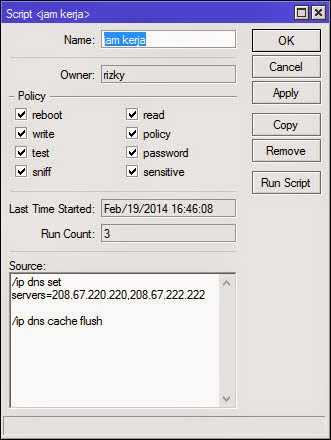 Script <jam kerja>
Name: jam kerja
OK
Owner: rizky
Cancel
Policy
Apply
reboot read
write policy
Copy
test password
Remove
sniff sensitive
Run Script
Last Time Started: Feb/19/2014 16:46:08
Run Count: 3
Source:
/ip dns set
servers=208.67.220.220,208.67.222.222
/ip dns cache flush